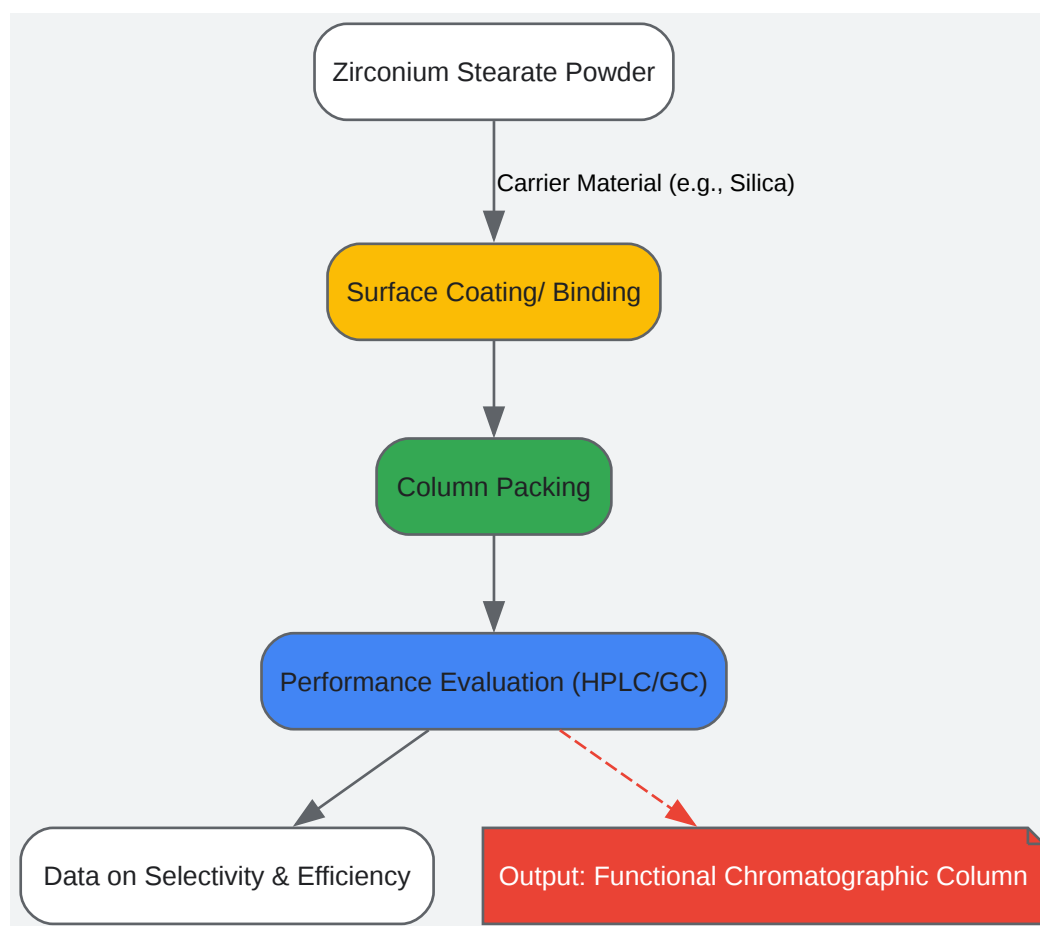 Zirconium Stearate Powder
Carrier Material (e.g., Silica)
Surface Coating/ Binding
Column Packing
Performance Evaluation (HPLC/GC)
Data on Selectivity & Efficiency
Output: Functional Chromatographic Column